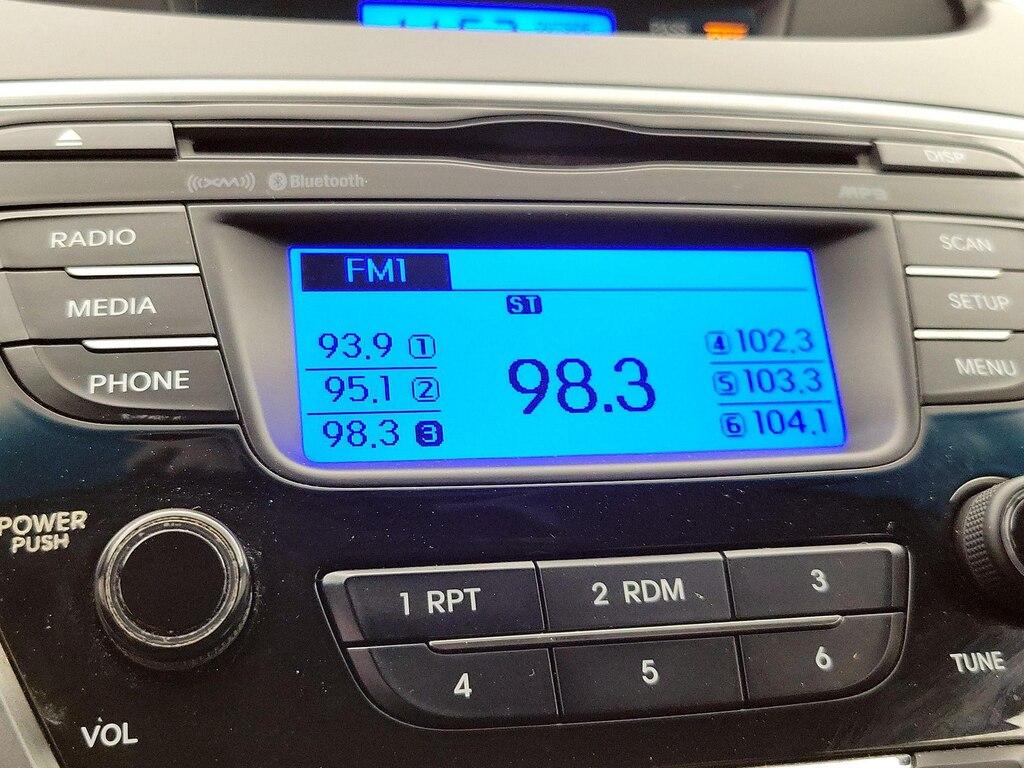 DISP
XM Bluetooth
MP3
RADIO
MEDIA
PHONE
FM1
ST
93.9 1
95.1 2
98.3 3
98.3
4 102.3
5 103.3
6 104.1
SCAN
SETUP
MENU
POWER
PUSH
VOL
1 RPT
2 RDM
3
4
5
6
TUNE